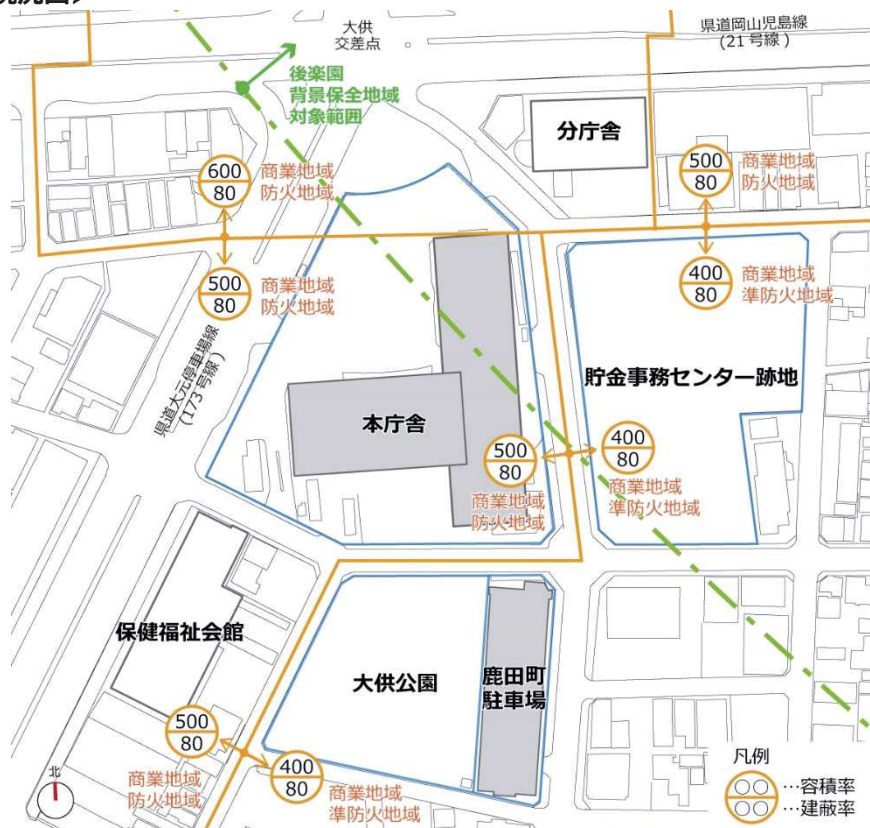 大供
交差点
県道岡山児島線
(21号線)
後楽園
背景保全地域
対象範囲
分庁舎
600
80
商業地域
防火地域
500
80
商業地域
防火地域
500
80
商業地域
防火地域
400
80
商業地域
準防火地域
県道大元停車場線
(173号線)
貯金事務センター跡地
本庁舎
500
80
商業地域
防火地域
400
80
商業地域
準防火地域
保健福祉会館
大供公園
鹿田町
駐車場
500
80
商業地域
防火地域
400
80
商業地域
準防火地域
北
凡例
○○…容積率
○○…建蔽率